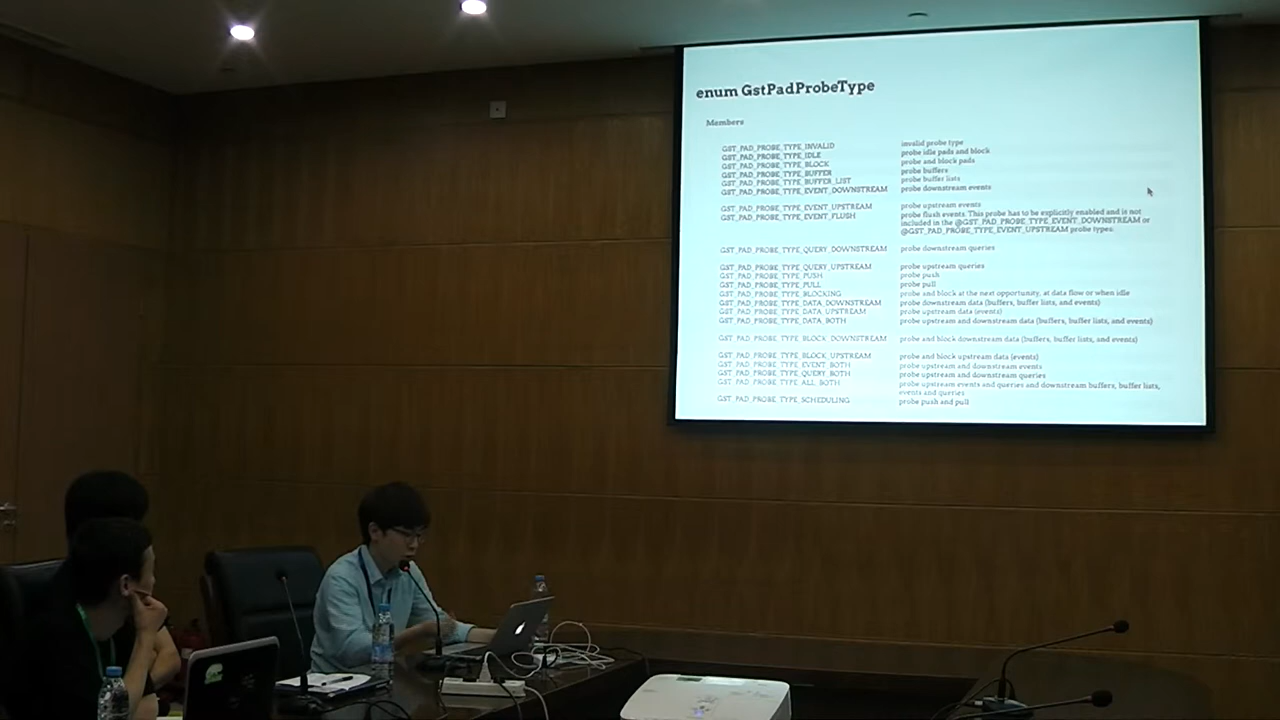 enum GstPadProbeType
Members
GST_PAD_PROBE_TYPE_INVALID invalid probe type
GST_PAD_PROBE_TYPE_IDLE probe idle pads and block
GST_PAD_PROBE_TYPE_BLOCK probe and block pads
GST_PAD_PROBE_TYPE_BUFFER probe buffers
GST_PAD_PROBE_TYPE_BUFFER_LIST probe buffer lists
GST_PAD_PROBE_TYPE_EVENT_DOWNSTREAM probe downstream events
GST_PAD_PROBE_TYPE_EVENT_UPSTREAM probe upstream events
GST_PAD_PROBE_TYPE_EVENT_FLUSH probe flush events. This probe has to be explicitly enabled and is not
included in the @GST_PAD_PROBE_TYPE_EVENT_DOWNSTREAM or
@GST_PAD_PROBE_TYPE_EVENT_UPSTREAM probe types.
GST_PAD_PROBE_TYPE_QUERY_DOWNSTREAM probe downstream queries
GST_PAD_PROBE_TYPE_QUERY_UPSTREAM probe upstream queries
GST_PAD_PROBE_TYPE_PUSH probe push
GST_PAD_PROBE_TYPE_PULL probe pull
GST_PAD_PROBE_TYPE_BLOCKING probe and block at the next opportunity, at data flow or when idle
GST_PAD_PROBE_TYPE_DATA_DOWNSTREAM probe downstream data (buffers, buffer lists, and events)
GST_PAD_PROBE_TYPE_DATA_UPSTREAM probe upstream data (events)
GST_PAD_PROBE_TYPE_DATA_BOTH probe upstream and downstream data (buffers, buffer lists, and events)
GST_PAD_PROBE_TYPE_BLOCK_DOWNSTREAM probe and block downstream data (buffers, buffer lists, and events)
GST_PAD_PROBE_TYPE_BLOCK_UPSTREAM probe and block upstream data (events)
GST_PAD_PROBE_TYPE_EVENT_BOTH probe upstream and downstream events
GST_PAD_PROBE_TYPE_QUERY_BOTH probe upstream and downstream queries
GST_PAD_PROBE_TYPE_ALL_BOTH probe upstream events and queries and downstream buffers, buffer lists,
events and queries
GST_PAD_PROBE_TYPE_SCHEDULING probe push and pull